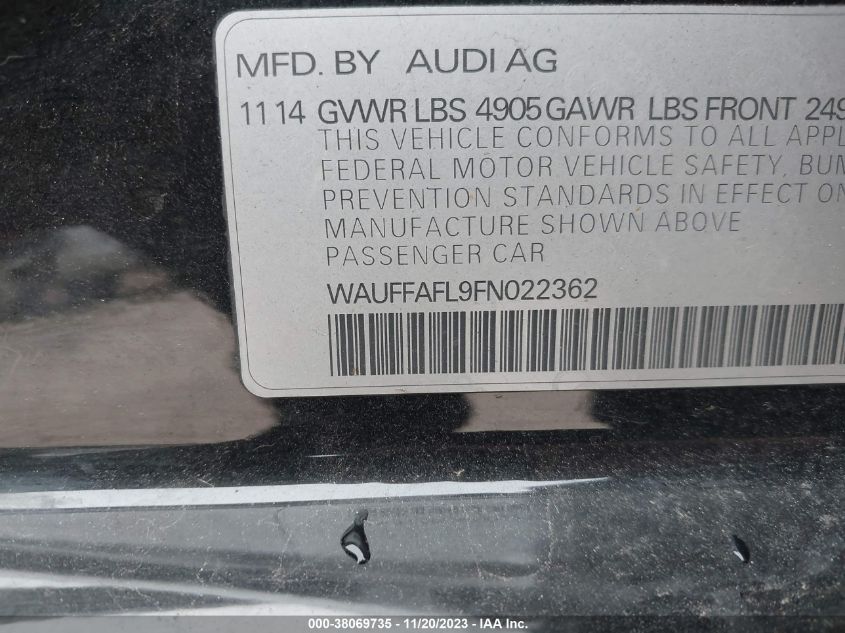 MFD. BY AUDI AG
11 14 GVWR LBS 4905 GAWR LBS FRONT 249
THIS VEHICLE CONFORMS TO ALL APPL
FEDERAL MOTOR VEHICLE SAFETY, BUM
PREVENTION STANDARDS IN EFFECT ON
MANUFACTURE SHOWN ABOVE
PASSENGER CAR
WAUFFAFL9FN022362
000-38069735 - 11/20/2023 - IAA Inc.